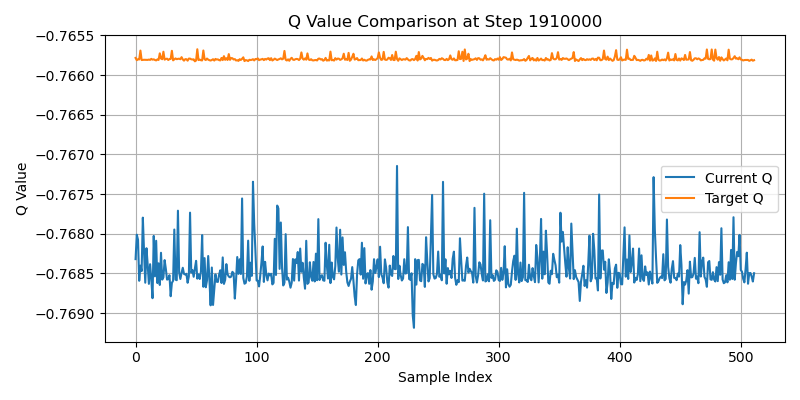 Q Value Comparison at Step 1910000
Q Value
−0.7655
−0.7660
−0.7665
−0.7670
−0.7675
−0.7680
−0.7685
−0.7690
Current Q
Target Q
0
100
200
300
400
500
Sample Index